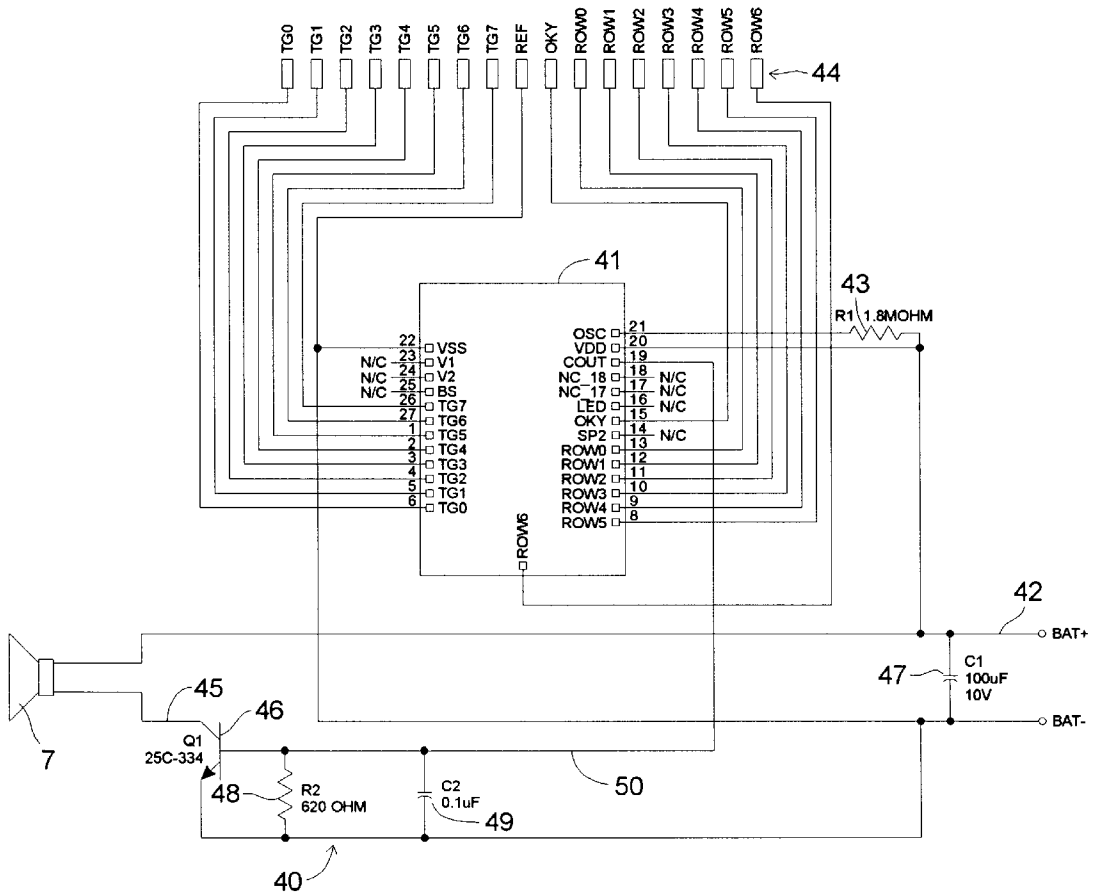 TG0 TG1 TG2 TG3 TG4 TG5 TG6 TG7 REF OKY ROW0 ROW1 ROW2 ROW3 ROW4 ROW5 ROW6
44
41
43
R1 1.8MOHM
OSC 21
22 VSS
VDD 20
N/C 23 V1
COUT 19
N/C 24 V2
NC_18 18 N/C
N/C 25 BS
NC_17 17 N/C
26 TG7
LED 16 N/C
27 TG6
OKY 15
1 TG5
SP2 14 N/C
2 TG4
ROW0 13
3 TG3
ROW1 12
4 TG2
ROW2 11
5 TG1
ROW3 10
6 TG0
ROW4 9
ROW5 8
ROW6
42
BAT+
47
C1
100uF
10V
45
46
BAT-
7
Q1
25C-334
48
R2
620 OHM
C2
0.1uF
49
50
40